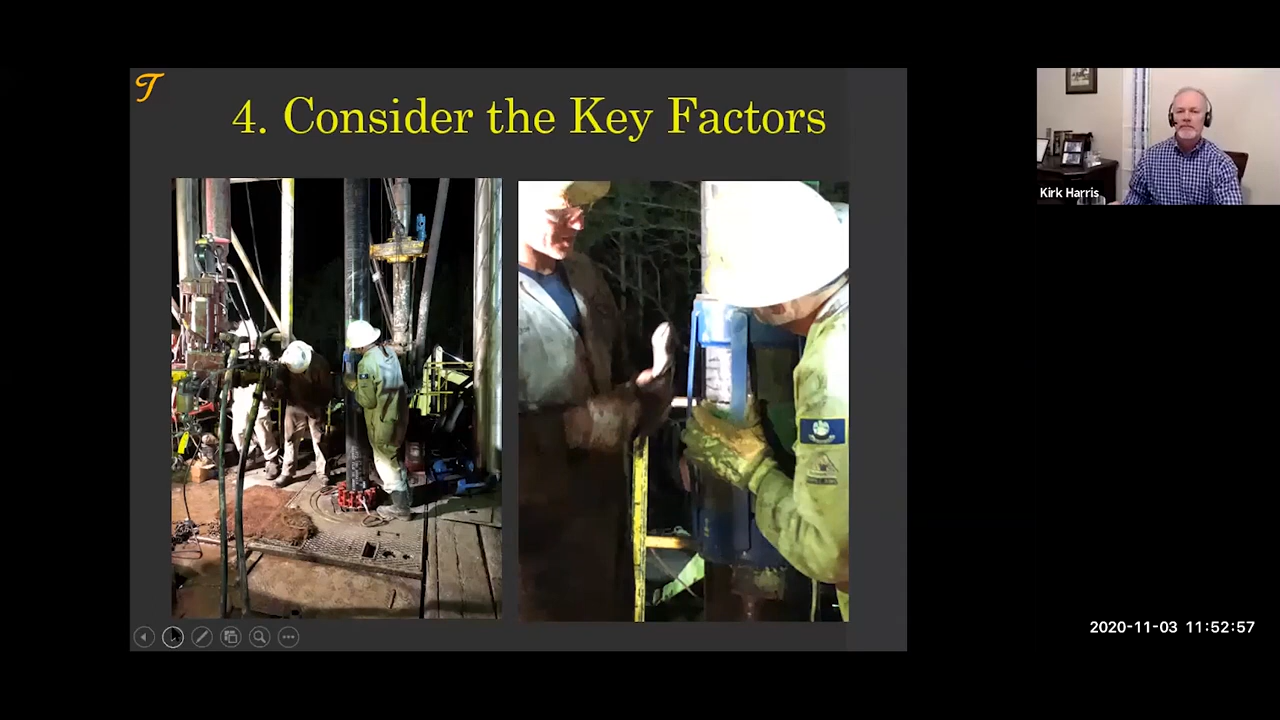 T
4. Consider the Key Factors
Kirk Harris
2020-11-03 11:52:57